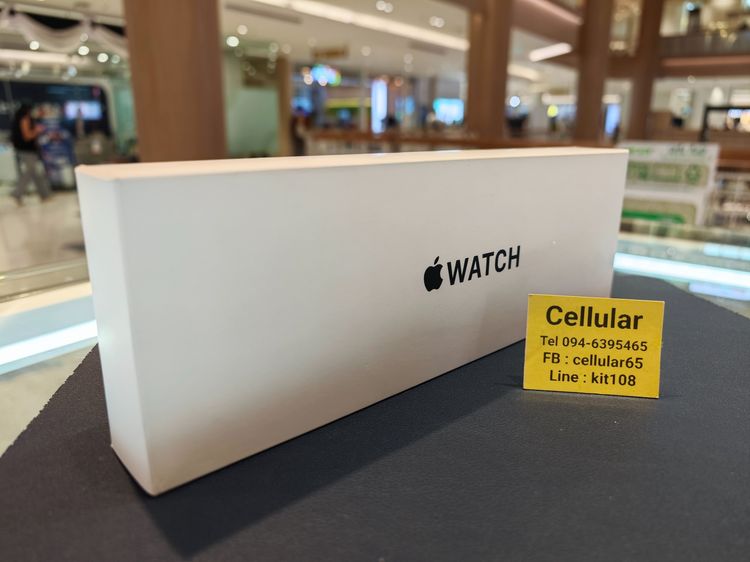 WATCH
Cellular
Tel 094-6395465
FB : cellular65
Line : kit108